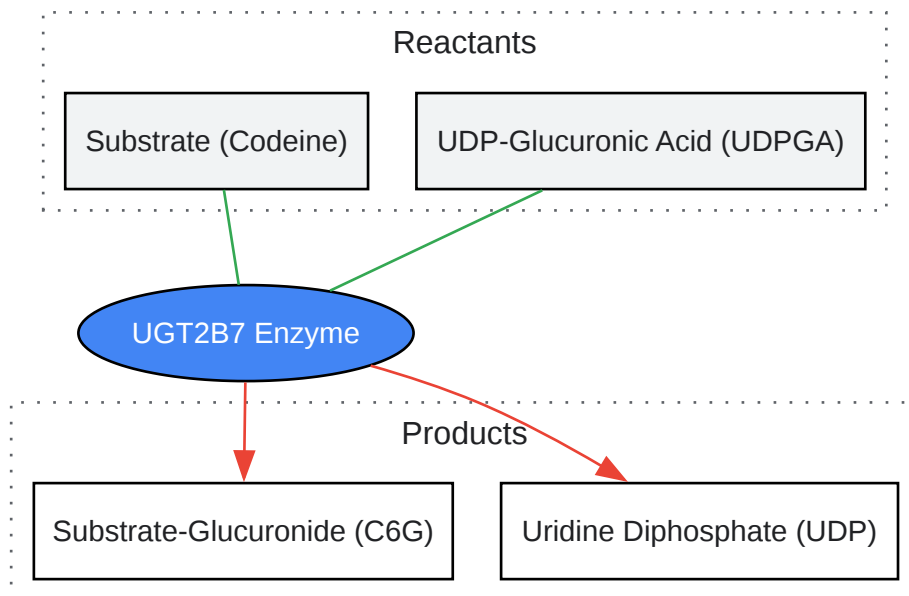 Reactants
Substrate (Codeine)
UDP-Glucuronic Acid (UDPGA)
UGT2B7 Enzyme
Products
Substrate-Glucuronide (C6G)
Uridine Diphosphate (UDP)